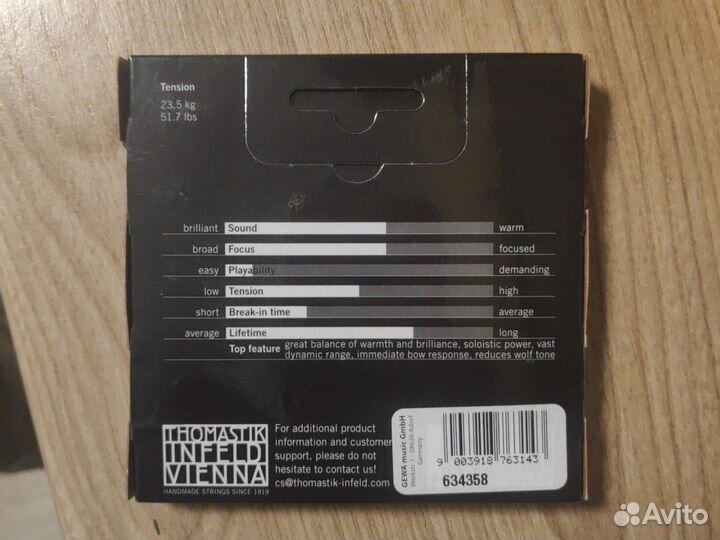 Tension
23.5 kg
51.7 lbs
brilliant Sound warm
broad Focus focused
easy Playability demanding
low Tension high
short Break-in time average
average Lifetime long
Top feature great balance of warmth and brilliance, soloistic power, vast
dynamic range, immediate bow response, reduces wolf tone
THOMASTIK
INFELD
VIENNA
HANDMADE STRINGS SINCE 1919
For additional product
information and customer
support, please do not
hesitate to contact us!
cs@thomastik-infeld.com
GEWA music GmbH
Werkstr. 1 - 08626 Adorf
Germany
9 003918 763143
634358
Avito